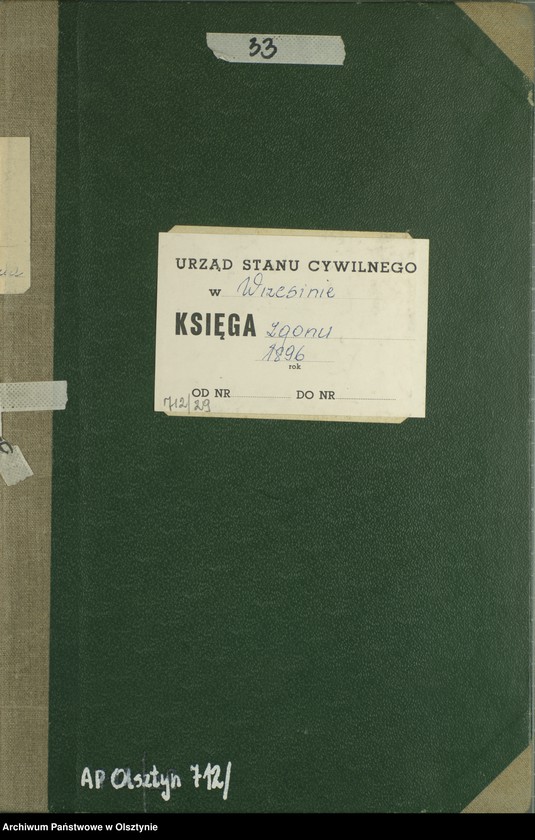 33
URZĄD STANU CYWILNEGO
w Wrzesinie
KSIĘGA zgonu
1896
rok
OD NR DO NR
712/29
AP Olsztyn 712/
Archiwum Państwowe w Olsztynie